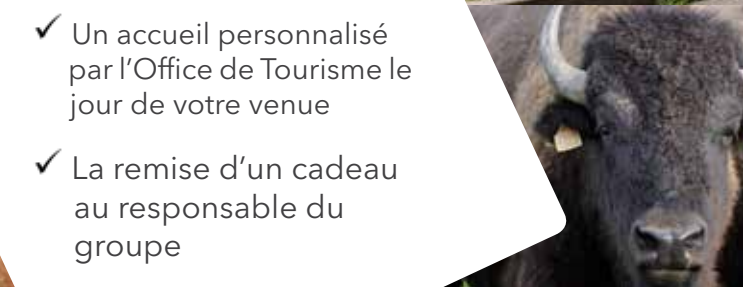 ✓ Un accueil personnalisé
par l'Office de Tourisme le
jour de votre venue
✓ La remise d'un cadeau
au responsable du
groupe